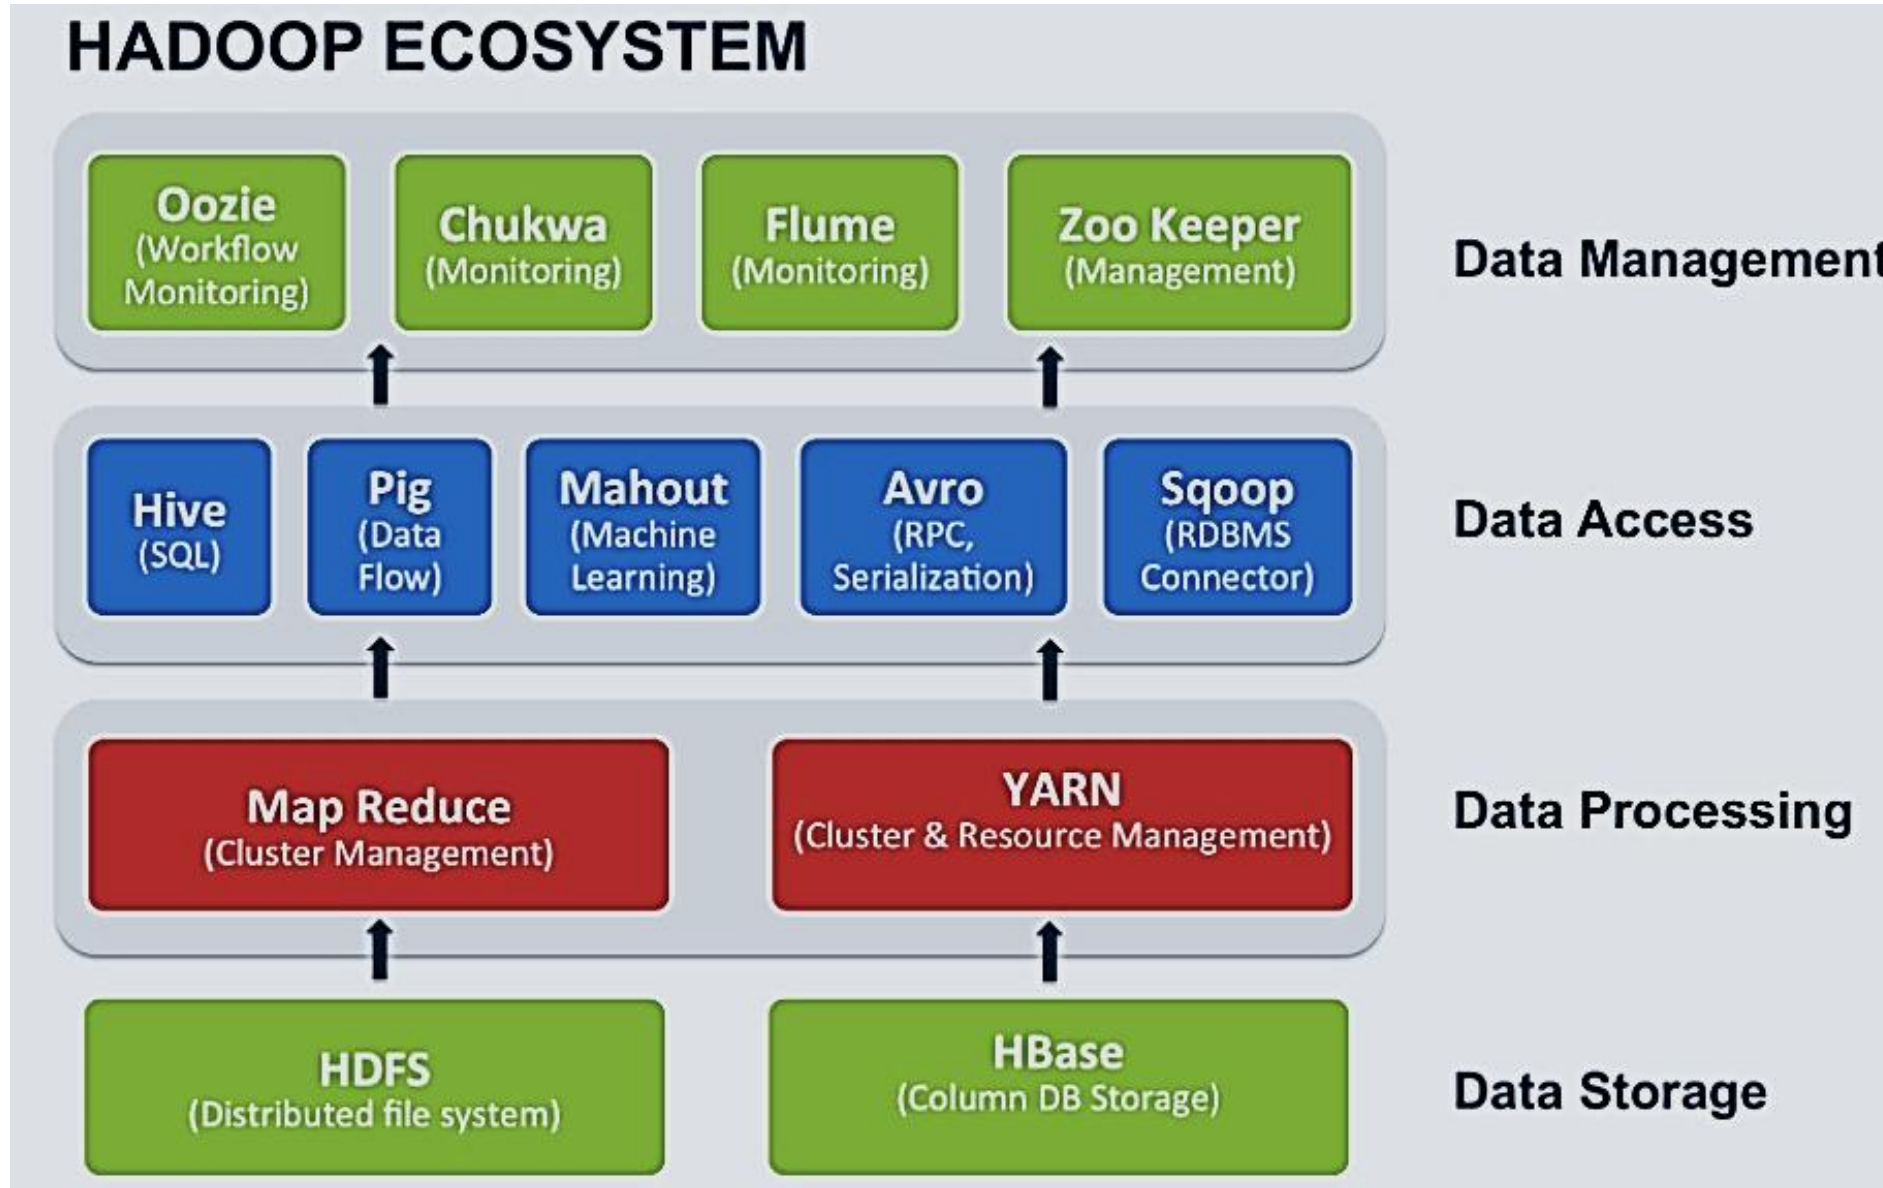 HADOOP ECOSYSTEM
Oozie
(Workflow
Monitoring)
Chukwa
(Monitoring)
Flume
(Monitoring)
Zoo Keeper
(Management)
Data Management
Hive
(SQL)
Pig
(Data
Flow)
Mahout
(Machine
Learning)
Avro
(RPC,
Serialization)
Sqoop
(RDBMS
Connector)
Data Access
Map Reduce
(Cluster Management)
YARN
(Cluster & Resource Management)
Data Processing
HDFS
(Distributed file system)
HBase
(Column DB Storage)
Data Storage